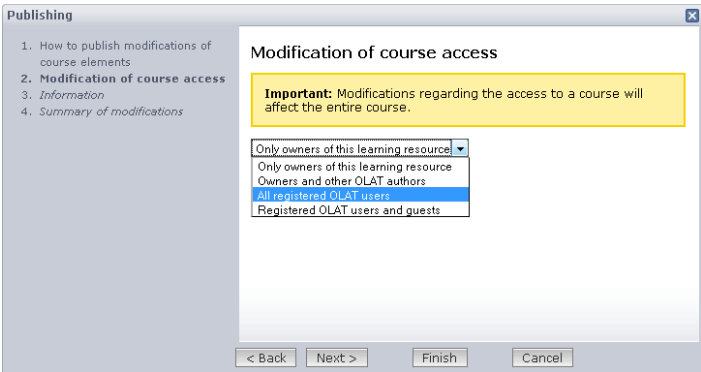 Publishing
1. How to publish modifications of
course elements
2. Modification of course access
3. Information
4. Summary of modifications
Modification of course access
Important: Modifications regarding the access to a course will
affect the entire course.
Only owners of this learning resource
Only owners of this learning resource
Owners and other OLAT authors
All registered OLAT users
Registered OLAT users and guests
< Back Next > Finish Cancel